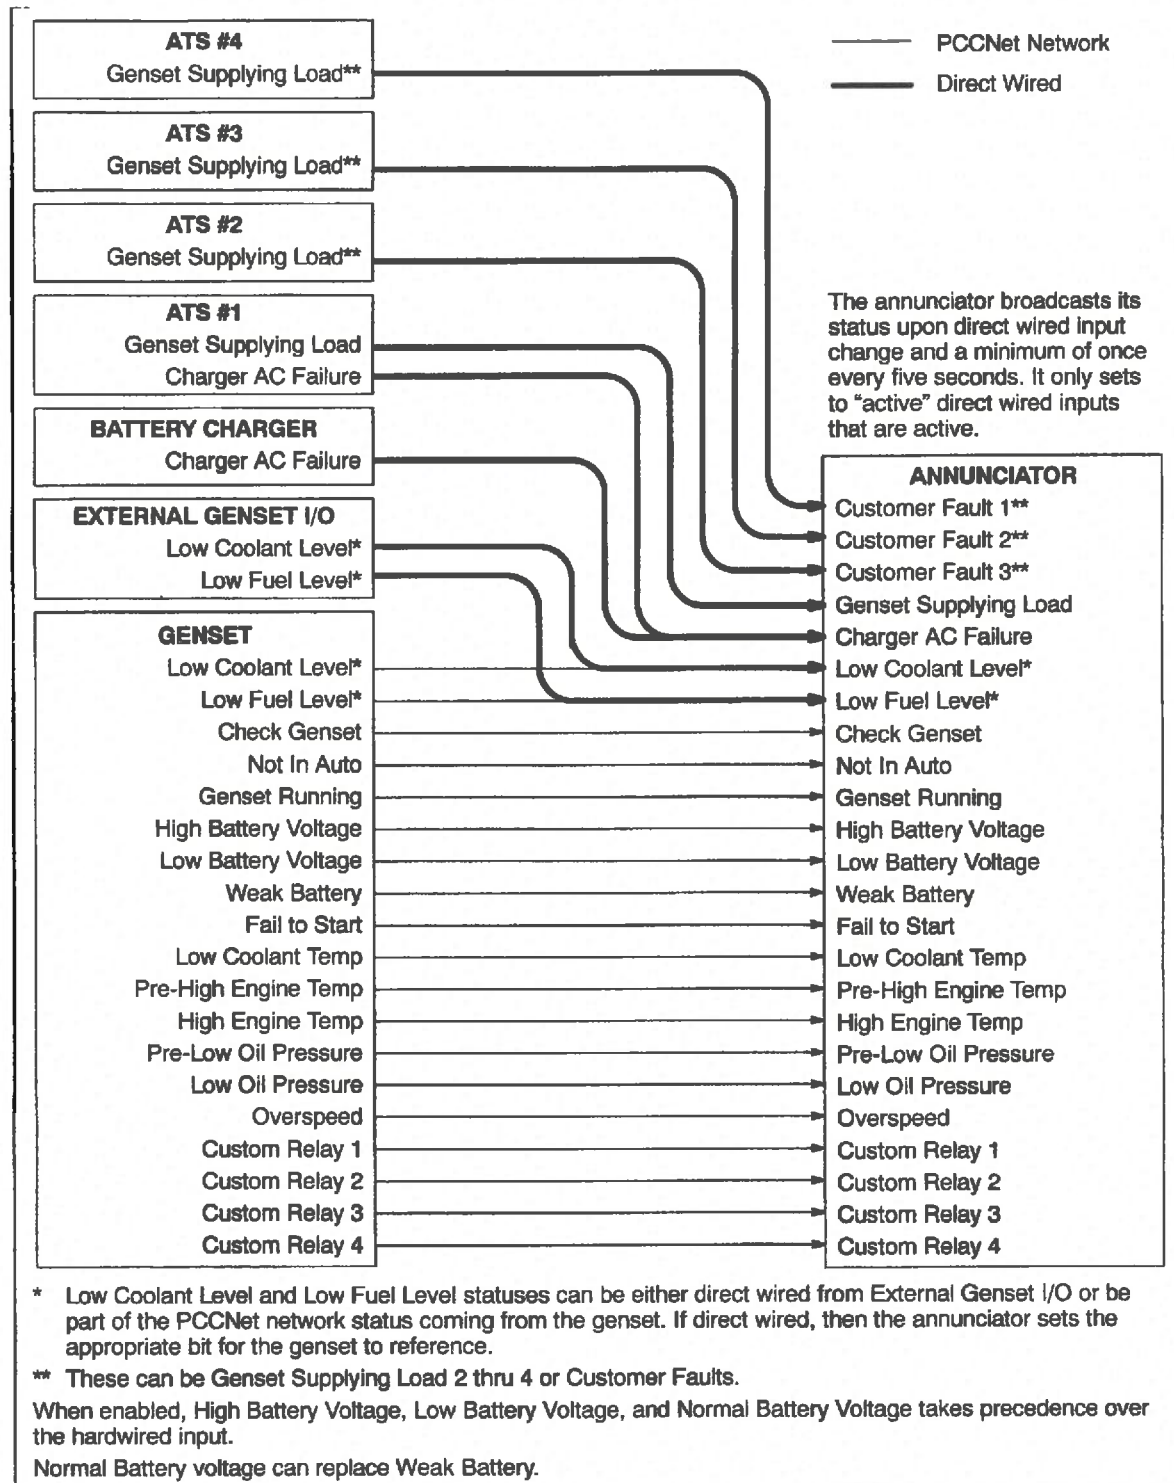 ATS #4
Genset Supplying Load**
ATS #3
Genset Supplying Load**
ATS #2
Genset Supplying Load**
ATS #1
Genset Supplying Load
Charger AC Failure
BATTERY CHARGER
Charger AC Failure
EXTERNAL GENSET I/O
Low Coolant Level*
Low Fuel Level*
GENSET
Low Coolant Level*
Low Fuel Level*
Check Genset
Not In Auto
Genset Running
High Battery Voltage
Low Battery Voltage
Weak Battery
Fail to Start
Low Coolant Temp
Pre-High Engine Temp
High Engine Temp
Pre-Low Oil Pressure
Low Oil Pressure
Overspeed
Custom Relay 1
Custom Relay 2
Custom Relay 3
Custom Relay 4
PCCNet Network
Direct Wired
The annunciator broadcasts its
status upon direct wired input
change and a minimum of once
every five seconds. It only sets
to “active” direct wired inputs
that are active.
ANNUNCIATOR
Customer Fault 1**
Customer Fault 2**
Customer Fault 3**
Genset Supplying Load
Charger AC Failure
Low Coolant Level*
Low Fuel Level*
Check Genset
Not In Auto
Genset Running
High Battery Voltage
Low Battery Voltage
Weak Battery
Fail to Start
Low Coolant Temp
Pre-High Engine Temp
High Engine Temp
Pre-Low Oil Pressure
Low Oil Pressure
Overspeed
Custom Relay 1
Custom Relay 2
Custom Relay 3
Custom Relay 4
* Low Coolant Level and Low Fuel Level statuses can be either direct wired from External Genset I/O or be
part of the PCCNet network status coming from the genset. If direct wired, then the annunciator sets the
appropriate bit for the genset to reference.
** These can be Genset Supplying Load 2 thru 4 or Customer Faults.
When enabled, High Battery Voltage, Low Battery Voltage, and Normal Battery Voltage takes precedence over
the hardwired input.
Normal Battery voltage can replace Weak Battery.